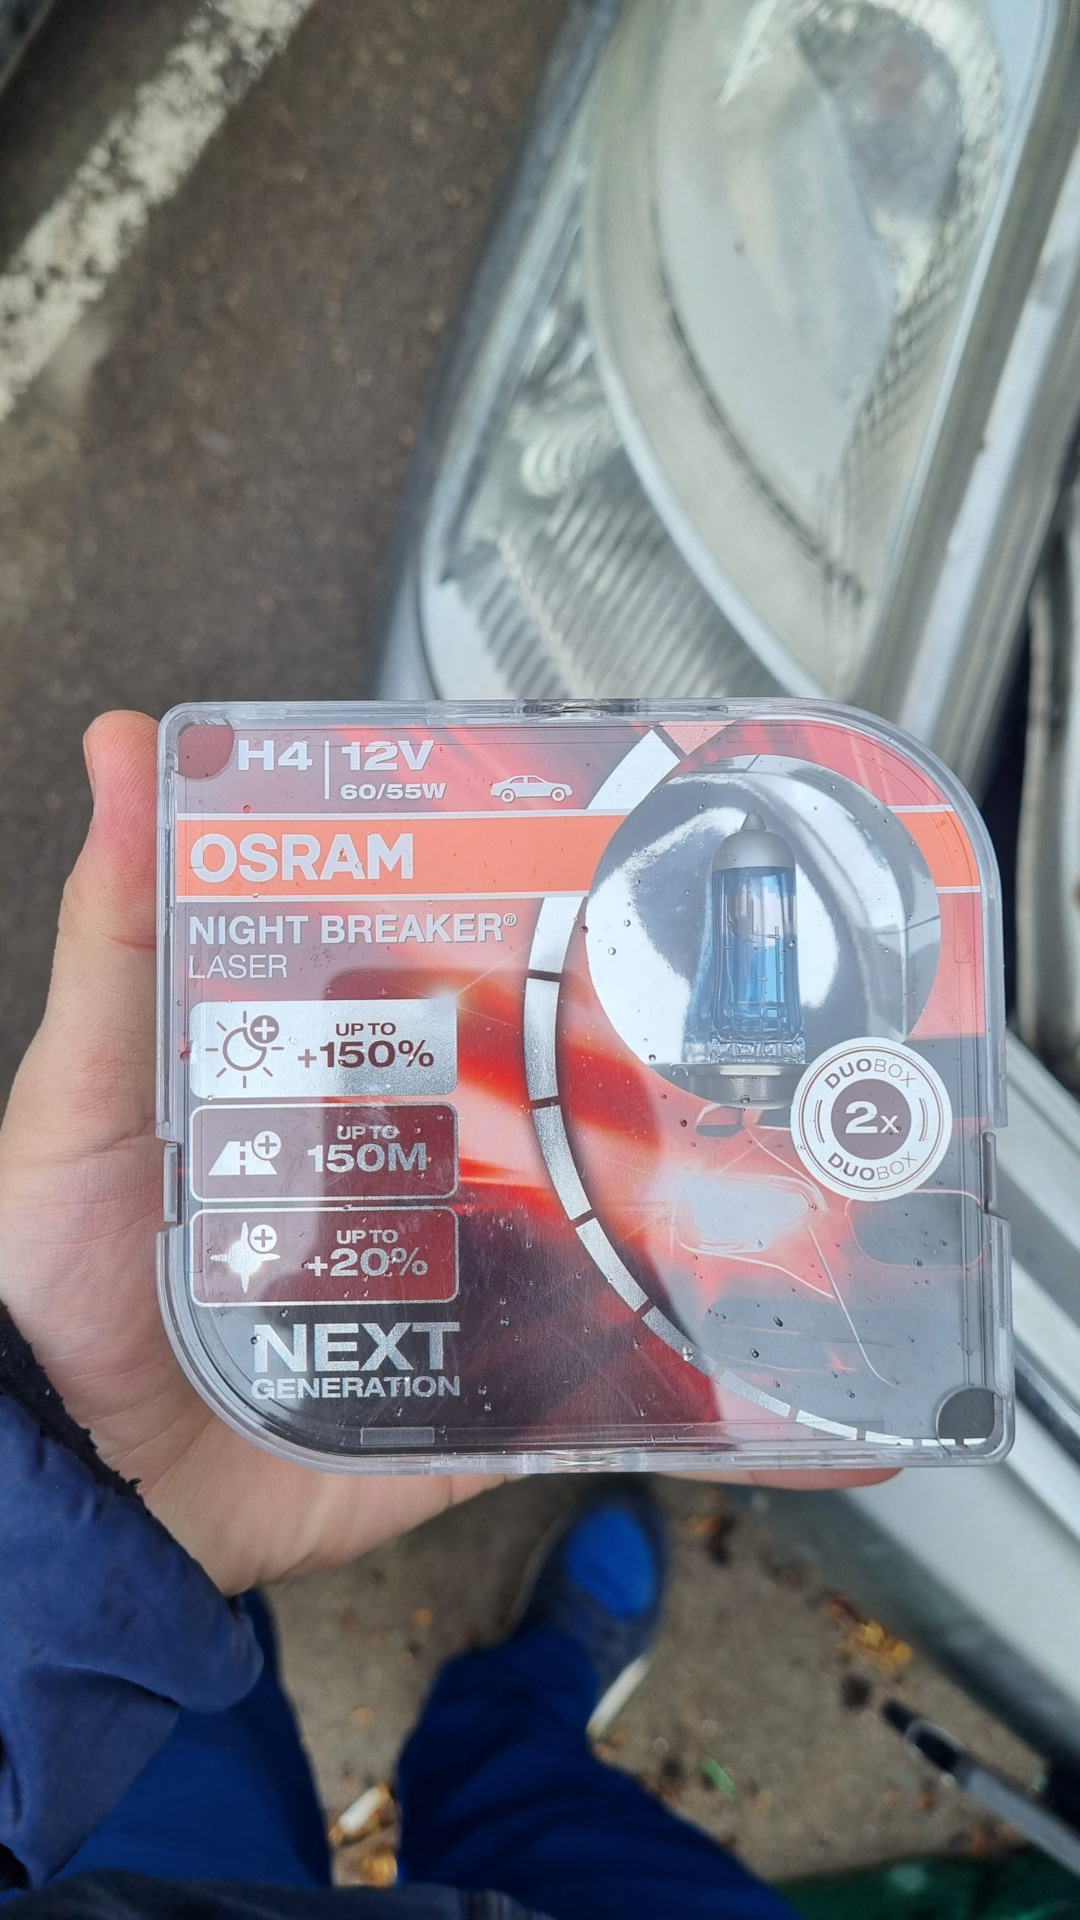 H4 | 12V
60/55W
OSRAM
NIGHT BREAKER®
LASER
UP TO
+150%
UP TO
150M
UP TO
+20%
NEXT
GENERATION
DUOBOX
2x
DUOBOX